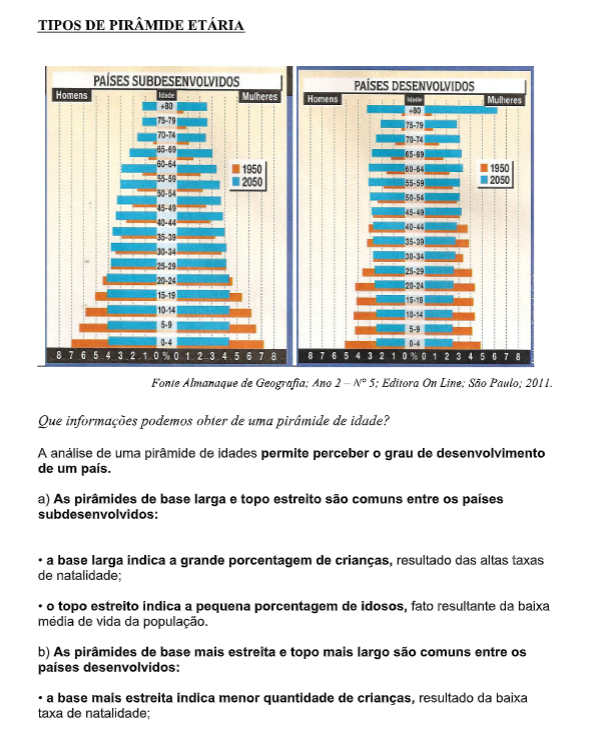 TIPOS DE PIRÂMIDE ETÁRIA
PAÍSES SUBDESENVOLVIDOS
Homens
Idade
Mulheres
+80
75-79
70-74
65-69
60-64
55-59
50-54
45-49
40-44
35-39
30-34
25-29
20-24
15-19
10-14
5-9
0-4
1950
2050
8 7 6 5 4 3 2 1 0 % 0 1 2 3 4 5 6 7 8
PAÍSES DESENVOLVIDOS
Homens
Idade
Mulheres
+80
75-79
70-74
65-69
60-64
55-59
50-54
45-49
40-44
35-39
30-34
25-29
20-24
15-19
10-14
5-9
0-4
1950
2050
8 7 6 5 4 3 2 1 0 % 0 1 2 3 4 5 6 7 8
Fonte Almanaque de Geografia; Ano 2 – Nº 5; Editora On Line; São Paulo; 2011.
Que informações podemos obter de uma pirâmide de idade?
A análise de uma pirâmide de idades permite perceber o grau de desenvolvimento
de um país.
a) As pirâmides de base larga e topo estreito são comuns entre os países
subdesenvolvidos:
• a base larga indica a grande porcentagem de crianças, resultado das altas taxas
de natalidade;
• o topo estreito indica a pequena porcentagem de idosos, fato resultante da baixa
média de vida da população.
b) As pirâmides de base mais estreita e topo mais largo são comuns entre os
países desenvolvidos:
• a base mais estreita indica menor quantidade de crianças, resultado da baixa
taxa de natalidade;